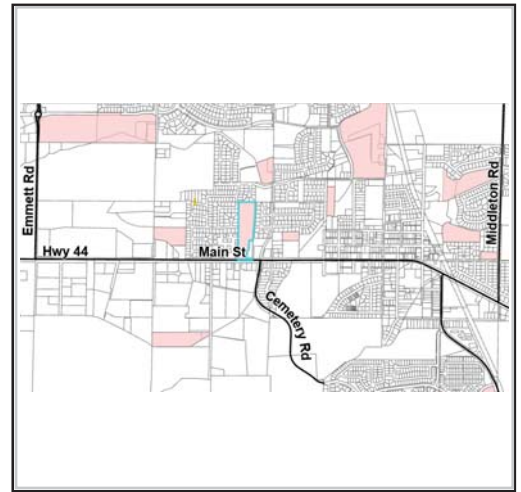 Emmett Rd
Middleton Rd
Hwy 44
Main St
Cemetery Rd